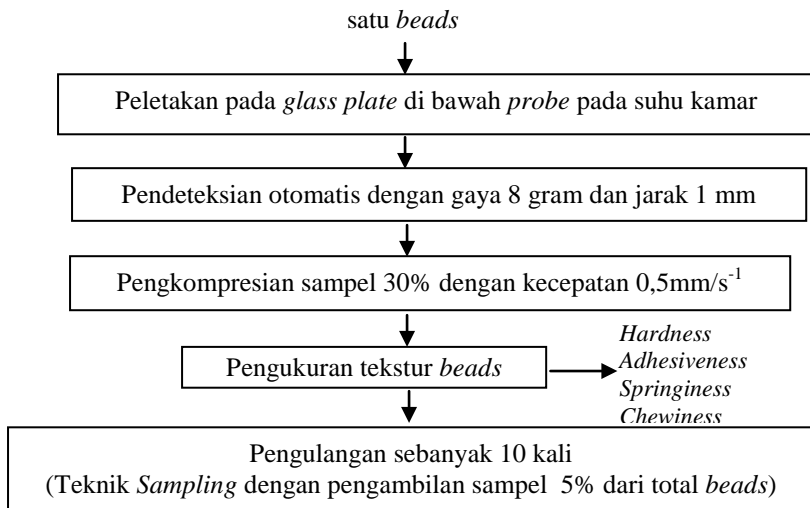 satu beads
Peletakan pada glass plate di bawah probe pada suhu kamar
Pendeteksian otomatis dengan gaya 8 gram dan jarak 1 mm
Pengkompresian sampel 30% dengan kecepatan 0,5mm/s⁻¹
Pengukuran tekstur beads
Hardness
Adhesiveness
Springiness
Chewiness
Pengulangan sebanyak 10 kali
(Teknik Sampling dengan pengambilan sampel 5% dari total beads)